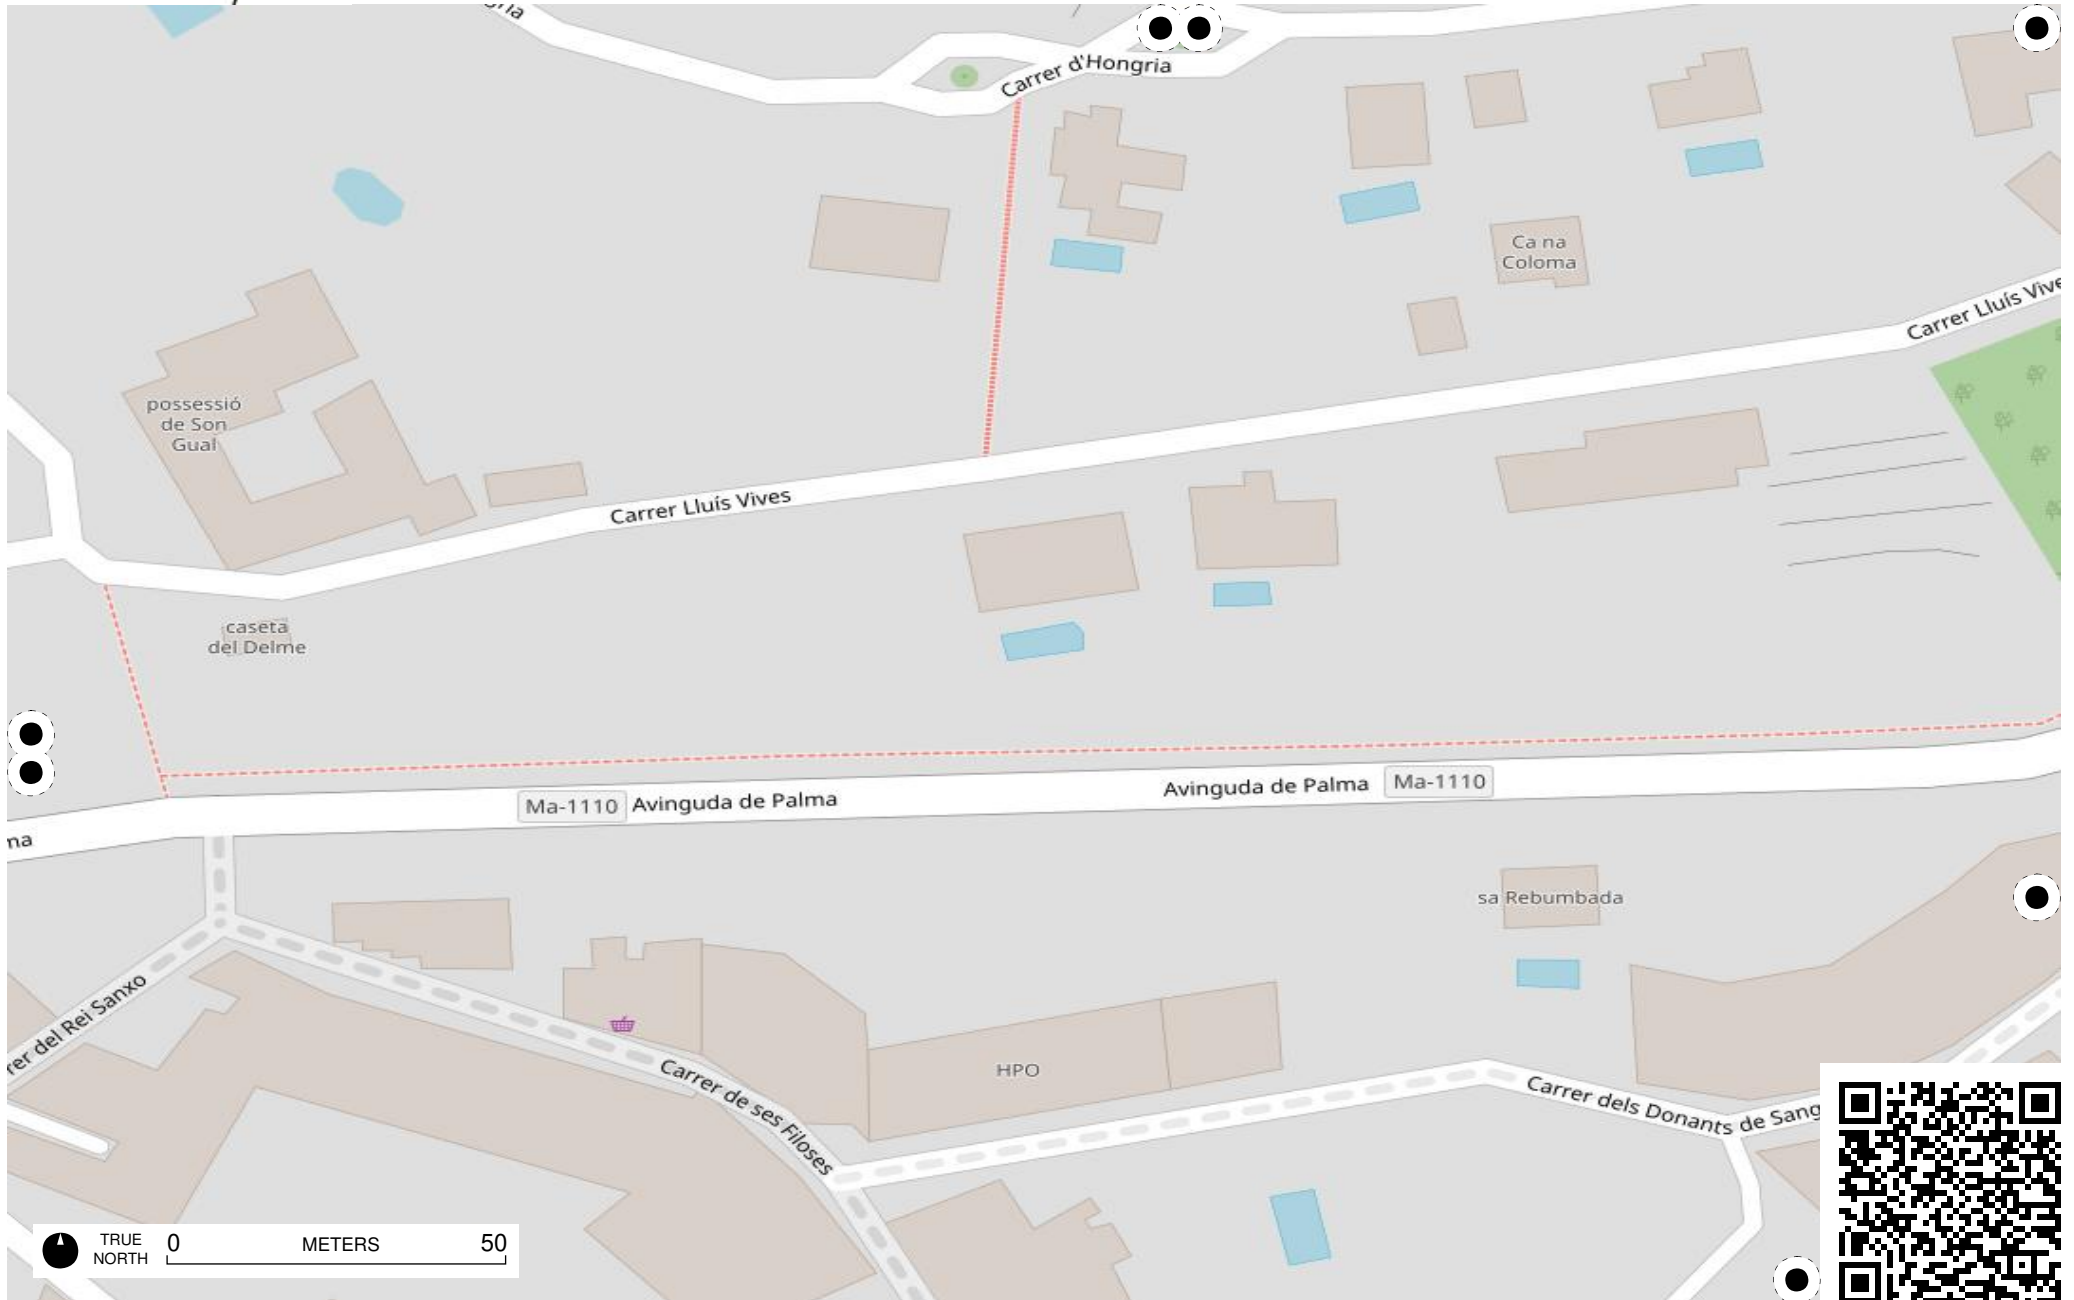 Carrer d'Hongria
Ca na
Coloma
Carrer Lluís Vive
possessió
de Son
Gual
Carrer Lluís Vives
caseta
del Delme
Ma-1110 Avinguda de Palma
Avinguda de Palma Ma-1110
sa Rebumbada
rer del Rei Sanxo
HPO
Carrer de ses Filoses
Carrer dels Donants de Sang
TRUE
NORTH
0 METERS 50